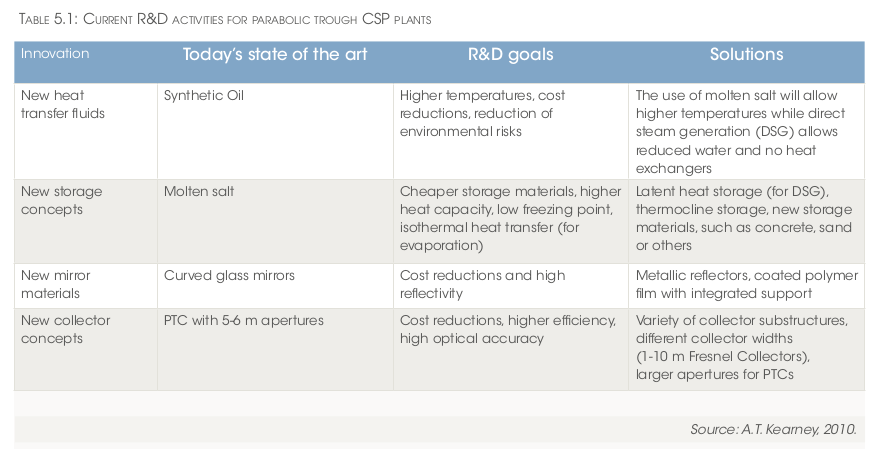 Table 5.1: Current R&D activities for parabolic trough CSP plants
Innovation Today's state of the art R&D goals Solutions
New heat
transfer fluids
Synthetic Oil
Higher temperatures, cost
reductions, reduction of
environmental risks
The use of molten salt will allow
higher temperatures while direct
steam generation (DSG) allows
reduced water and no heat
exchangers
New storage
concepts
Molten salt
Cheaper storage materials, higher
heat capacity, low freezing point,
isothermal heat transfer (for
evaporation)
Latent heat storage (for DSG),
thermocline storage, new storage
materials, such as concrete, sand
or others
New mirror
materials
Curved glass mirrors
Cost reductions and high
reflectivity
Metallic reflectors, coated polymer
film with integrated support
New collector
concepts
PTC with 5-6 m apertures
Cost reductions, higher efficiency,
high optical accuracy
Variety of collector substructures,
different collector widths
(1-10 m Fresnel Collectors),
larger apertures for PTCs
Source: A.T. Kearney, 2010.